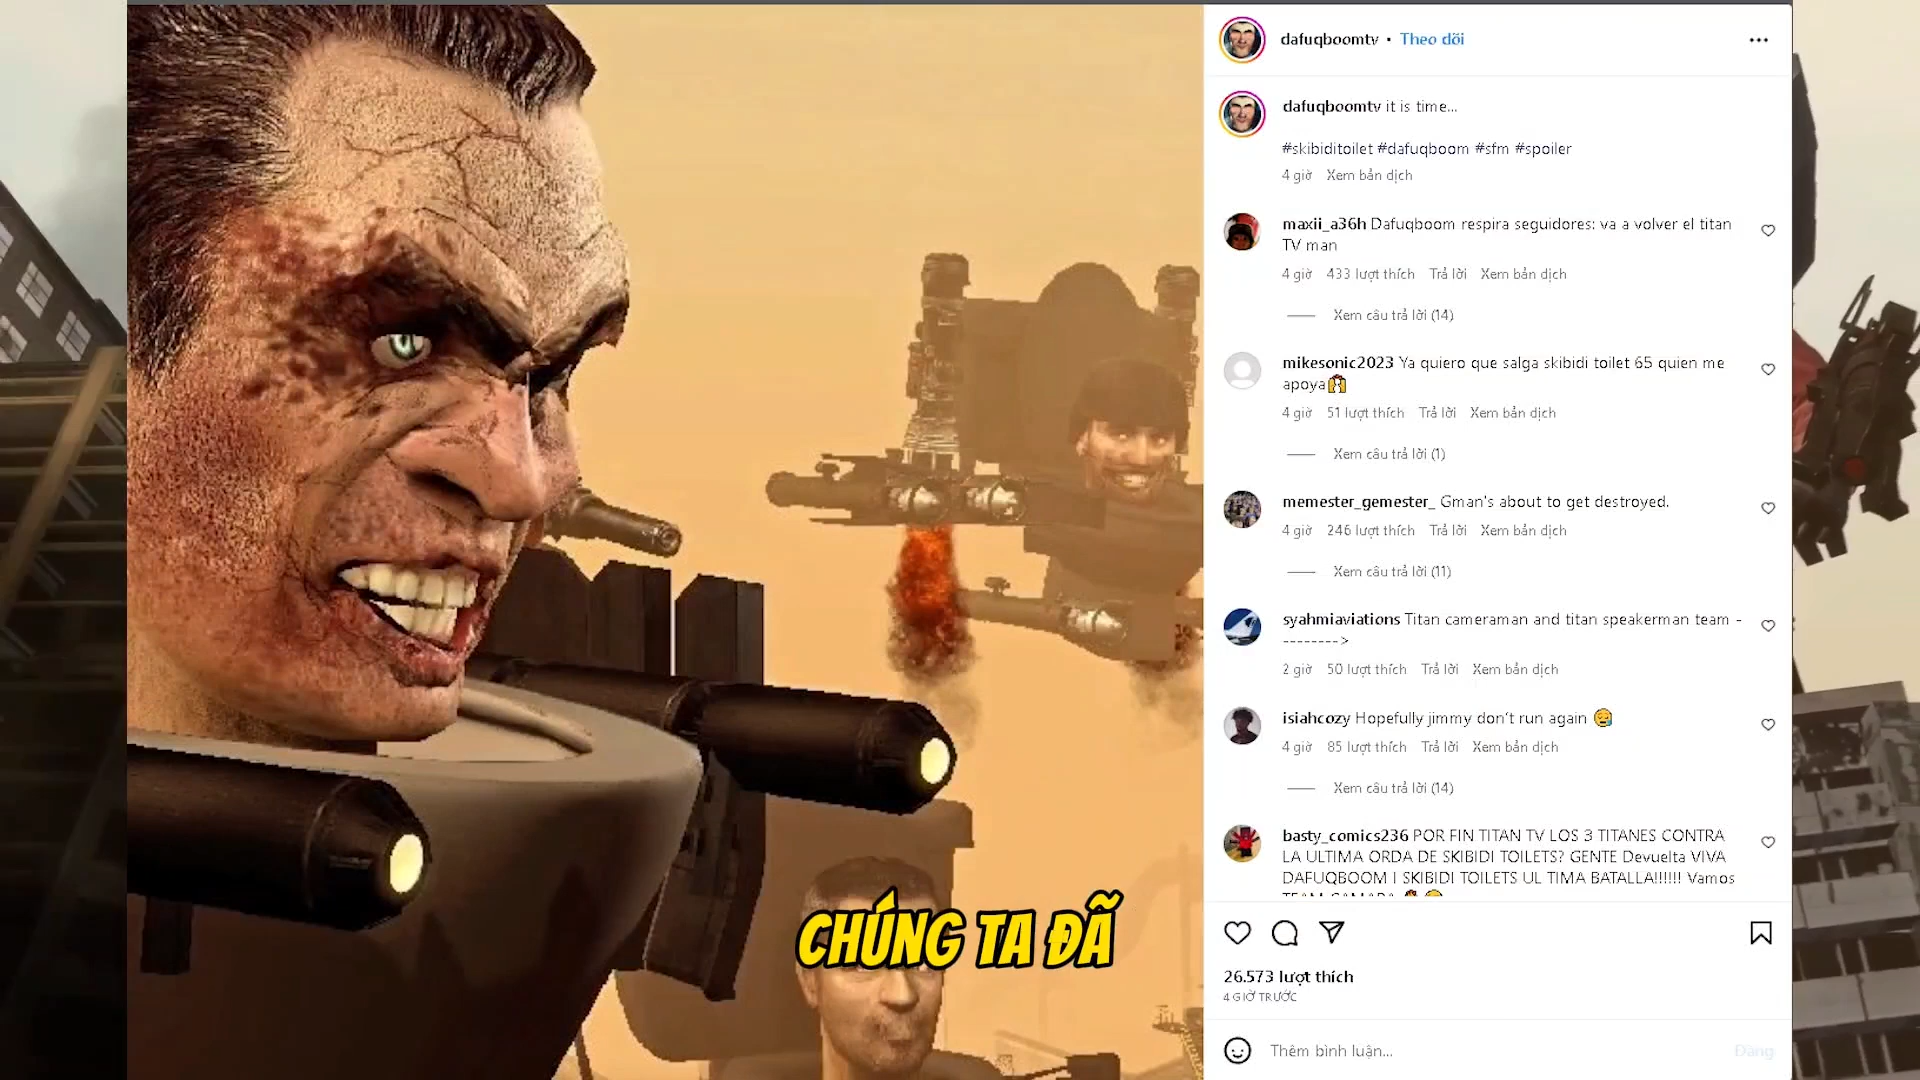 dafuqboomtv • Theo dõi
dafuqboomtv it is time...
#skibiditoilet #dafuqboom #sfm #spoiler
4 giờ Xem bản dịch
maxii_a36h Dafuqboom respira seguidores: va a volver el titan
TV man
4 giờ 433 lượt thích Trả lời Xem bản dịch
Xem câu trả lời (14)
mikesonic2023 Ya quiero que salga skibidi toilet 65 quien me
apoya🙌
4 giờ 51 lượt thích Trả lời Xem bản dịch
Xem câu trả lời (1)
memester_gemester_ Gman's about to get destroyed.
4 giờ 246 lượt thích Trả lời Xem bản dịch
Xem câu trả lời (11)
syahmiaviations Titan cameraman and titan speakerman team -
-------->
2 giờ 50 lượt thích Trả lời Xem bản dịch
isiahcozy Hopefully jimmy don't run again 😪
4 giờ 85 lượt thích Trả lời Xem bản dịch
Xem câu trả lời (14)
basty_comics236 POR FIN TITAN TV LOS 3 TITANES CONTRA
LA ULTIMA ORDA DE SKIBIDI TOILETS? GENTE Devuelta VIVA
DAFUQBOOM I SKIBIDI TOILETS UL TIMA BATALLA!!!!!! Vamos
CHÚNG TA ĐÃ
26.573 lượt thích
4 GIỜ TRƯỚC
Thêm bình luận...
Đăng